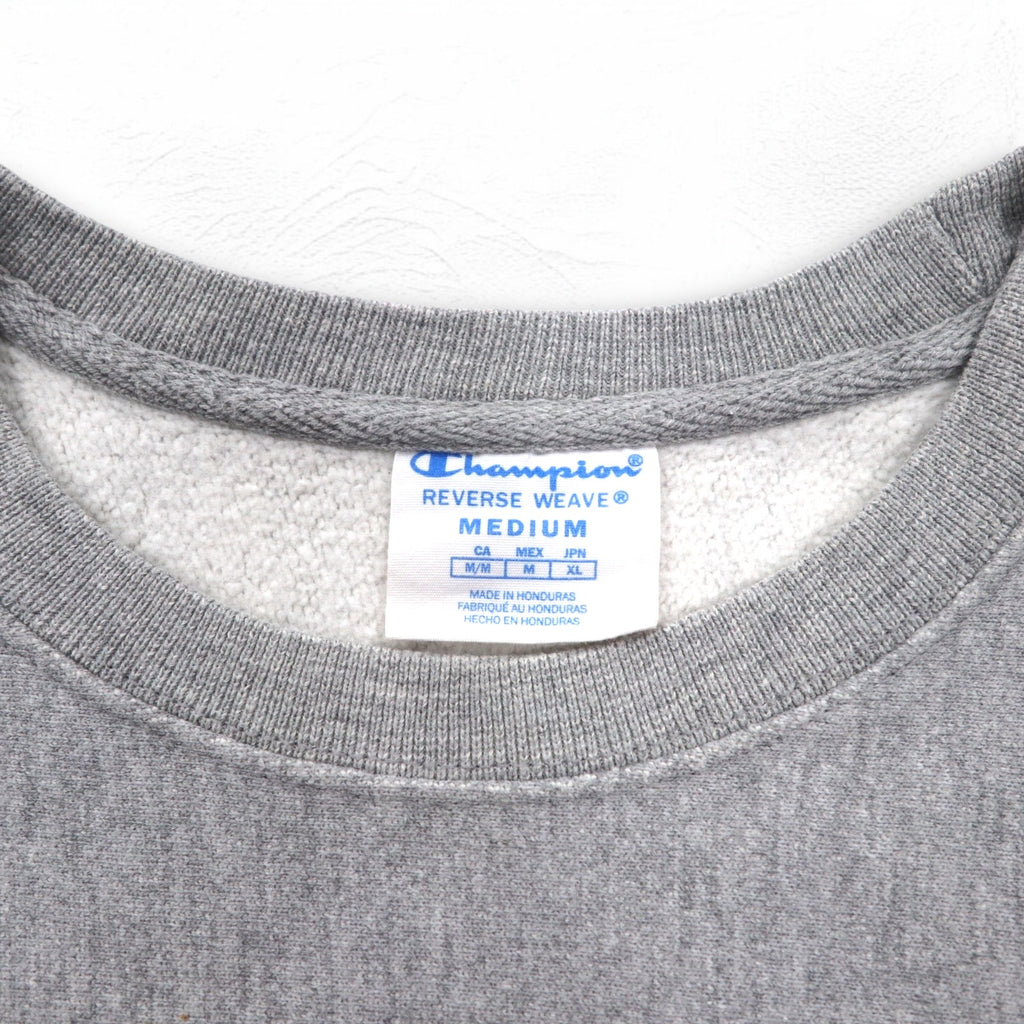 Champion®
REVERSE WEAVE®
MEDIUM
CA MEX JPN
M/M M XL
MADE IN HONDURAS
FABRIQUÉ AU HONDURAS
HECHO EN HONDURAS